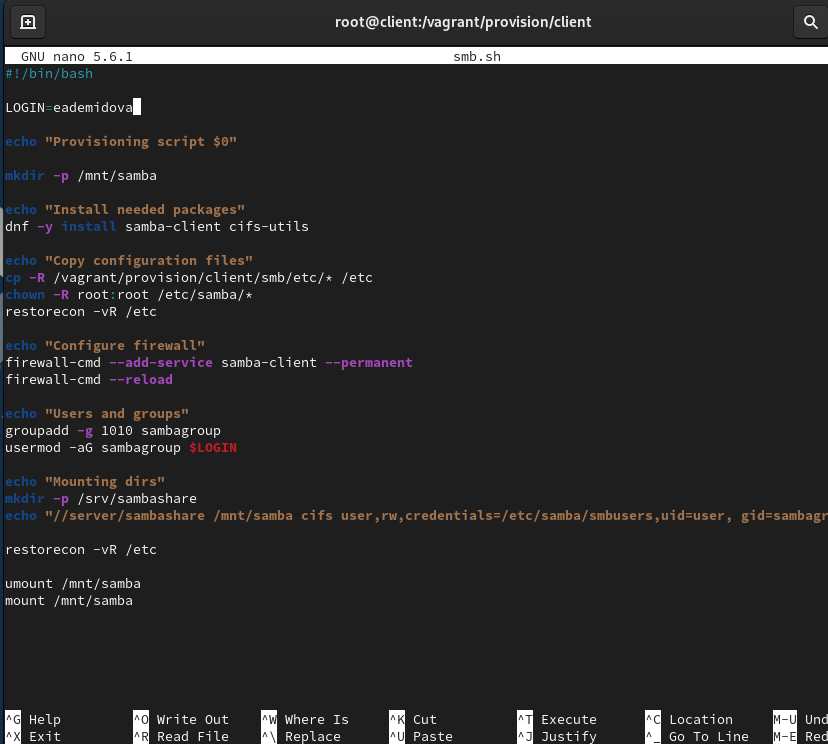 root@client:/vagrant/provision/client
GNU nano 5.6.1 smb.sh
#!/bin/bash
LOGIN=eademidova
echo "Provisioning script $0"
mkdir -p /mnt/samba
echo "Install needed packages"
dnf -y install samba-client cifs-utils
echo "Copy configuration files"
cp -R /vagrant/provision/client/smb/etc/* /etc
chown -R root:root /etc/samba/*
restorecon -vR /etc
echo "Configure firewall"
firewall-cmd --add-service samba-client --permanent
firewall-cmd --reload
echo "Users and groups"
groupadd -g 1010 sambagroup
usermod -aG sambagroup $LOGIN
echo "Mounting dirs"
mkdir -p /srv/sambashare
echo "//server/sambashare /mnt/samba cifs user,rw,credentials=/etc/samba/smbusers,uid=user, gid=sambagr
restorecon -vR /etc
umount /mnt/samba
mount /mnt/samba
^G Help ^O Write Out ^W Where Is ^K Cut ^T Execute ^C Location M-U Und
^X Exit ^R Read File ^\ Replace ^U Paste ^J Justify ^_ Go To Line M-E Red